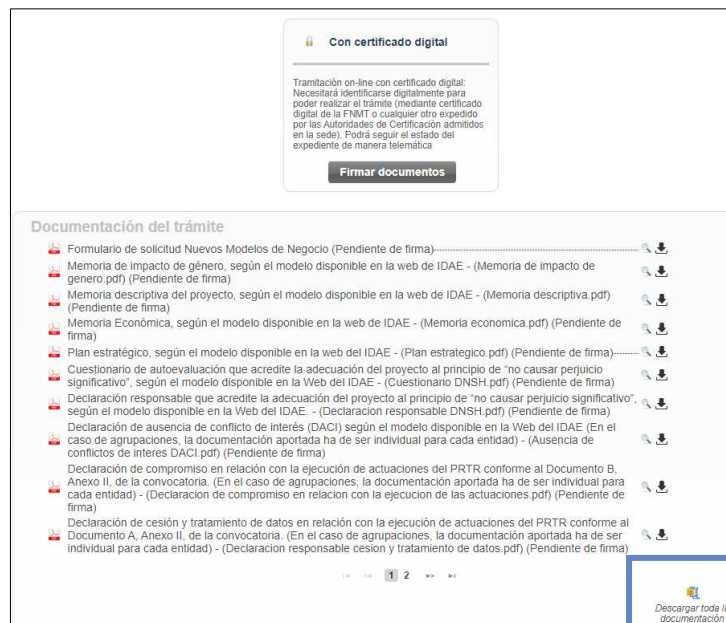 Con certificado digital
Tramitación on-line con certificado digital:
Necesitará identificarse digitalmente para
poder realizar el trámite (mediante certificado
digital de la FNMT o cualquier otro expedido
por las Autoridades de Certificación admitidos
en la sede). Podrá seguir el estado del
expediente de manera telemática
Firmar documentos
Documentación del trámite
Formulario de solicitud Nuevos Modelos de Negocio (Pendiente de firma)
Memoria de impacto de género, según el modelo disponible en la web de IDAE - (Memoria de impacto de
genero.pdf) (Pendiente de firma)
Memoria descriptiva del proyecto, según el modelo disponible en la web de IDAE - (Memoria descriptiva.pdf)
(Pendiente de firma)
Memoria Económica, según el modelo disponible en la web de IDAE - (Memoria economica.pdf) (Pendiente de
firma)
Plan estratégico, según el modelo disponible en la web del IDAE - (Plan estrategico.pdf) (Pendiente de firma)
Cuestionario de autoevaluación que acredite la adecuación del proyecto al principio de “no causar perjuicio
significativo”, según el modelo disponible en la Web del IDAE - (Cuestionario DNSH.pdf) (Pendiente de firma)
Declaración responsable que acredite la adecuación del proyecto al principio de “no causar perjuicio significativo”,
según el modelo disponible en la Web del IDAE. - (Declaracion responsable DNSH.pdf) (Pendiente de firma)
Declaración de ausencia de conflicto de interés (DACI) según el modelo disponible en la Web del IDAE (En el
caso de agrupaciones, la documentación aportada ha de ser individual para cada entidad) - (Ausencia de
conflictos de interes DACI.pdf) (Pendiente de firma)
Declaración de compromiso en relación con la ejecución de actuaciones del PRTR conforme al Documento B,
Anexo II, de la convocatoria. (En el caso de agrupaciones, la documentación aportada ha de ser individual para
cada entidad) - (Declaracion de compromiso en relacion con la ejecucion de las actuaciones.pdf) (Pendiente de
firma)
Declaración de cesión y tratamiento de datos en relación con la ejecución de actuaciones del PRTR conforme al
Documento A, Anexo II, de la convocatoria. (En el caso de agrupaciones, la documentación aportada ha de ser
individual para cada entidad) - (Declaracion responsable cesion y tratamiento de datos.pdf) (Pendiente de firma)
1 2
Descargar toda la
documentación